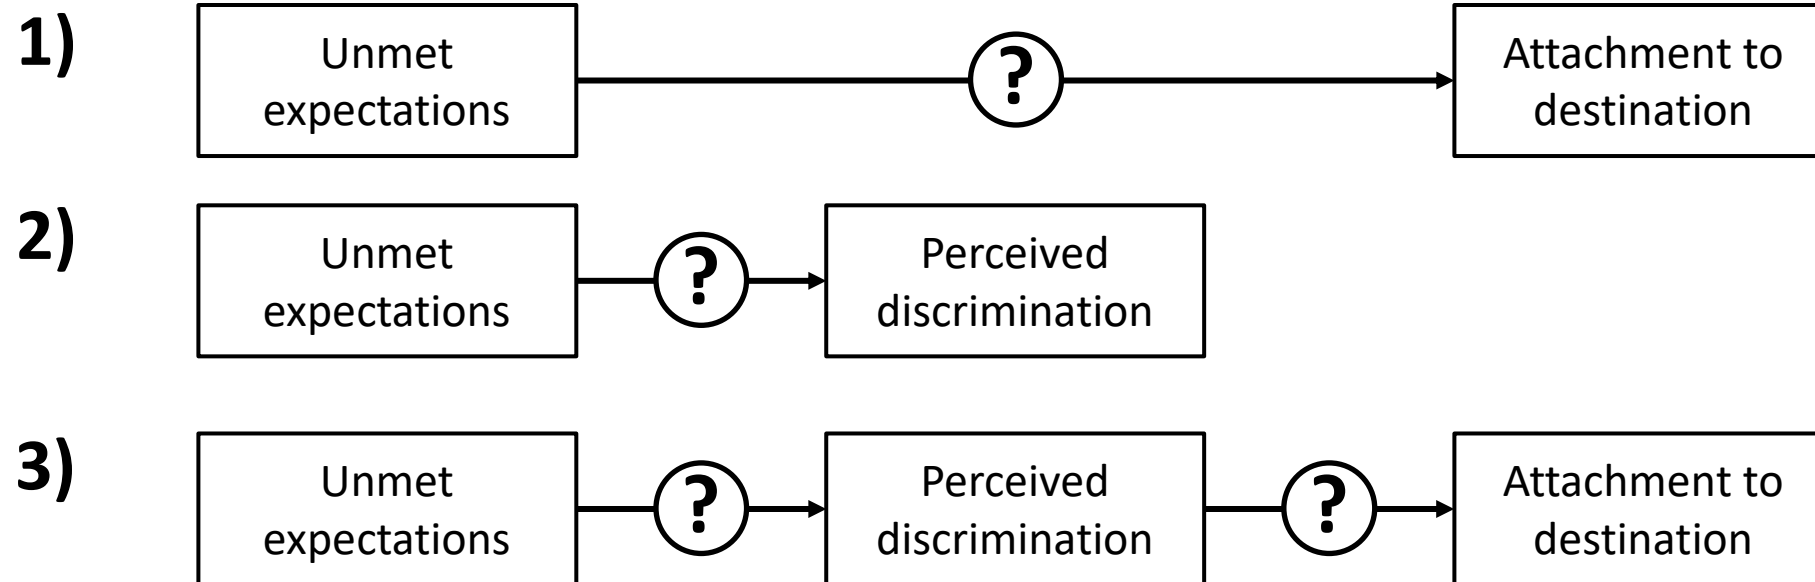 1)
Unmet
expectations
?
Attachment to
destination
2)
Unmet
expectations
?
Perceived
discrimination
3)
Unmet
expectations
?
Perceived
discrimination
?
Attachment to
destination